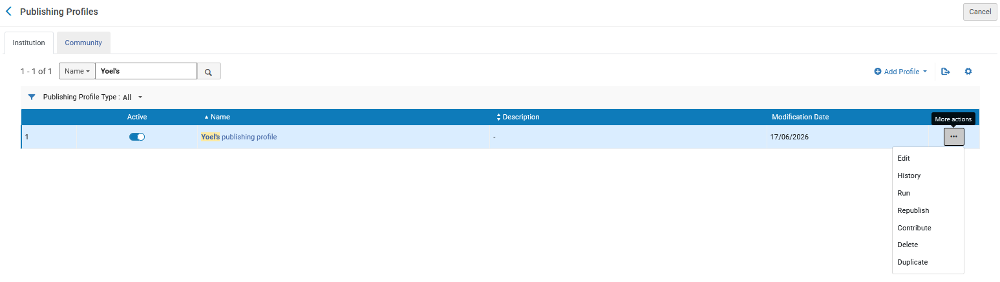 Publishing Profiles
Cancel
Institution
Community
1 - 1 of 1
Name
Yoel's
Add Profile
Publishing Profile Type : All
Active
Name
Description
Modification Date
More actions
1
Yoel's publishing profile
-
17/06/2026
Edit
History
Run
Republish
Contribute
Delete
Duplicate